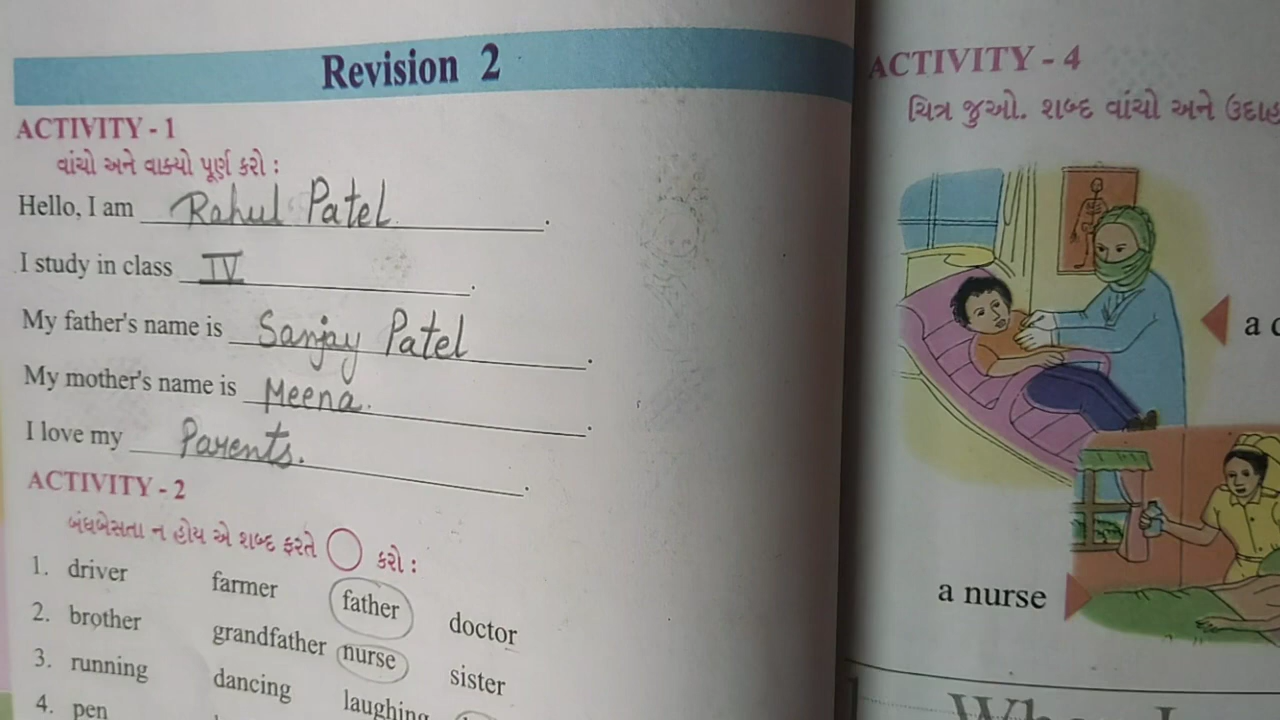 Revision 2
ACTIVITY - 1
વાંચો અને વાક્યો પૂર્ણ કરો :
Hello, I am Rahul Patel.
I study in class IV.
My father's name is Sanjay Patel.
My mother's name is Meena.
I love my Parents.
ACTIVITY - 2
બંધબેસતા ન હોય એ શબ્દ ફરતે ◯ કરો :
1. driver farmer father doctor
2. brother grandfather nurse sister
3. running dancing laughing
4. pen
ACTIVITY - 4
ચિત્ર જુઓ. શબ્દ વાંચો અને
a
a nurse